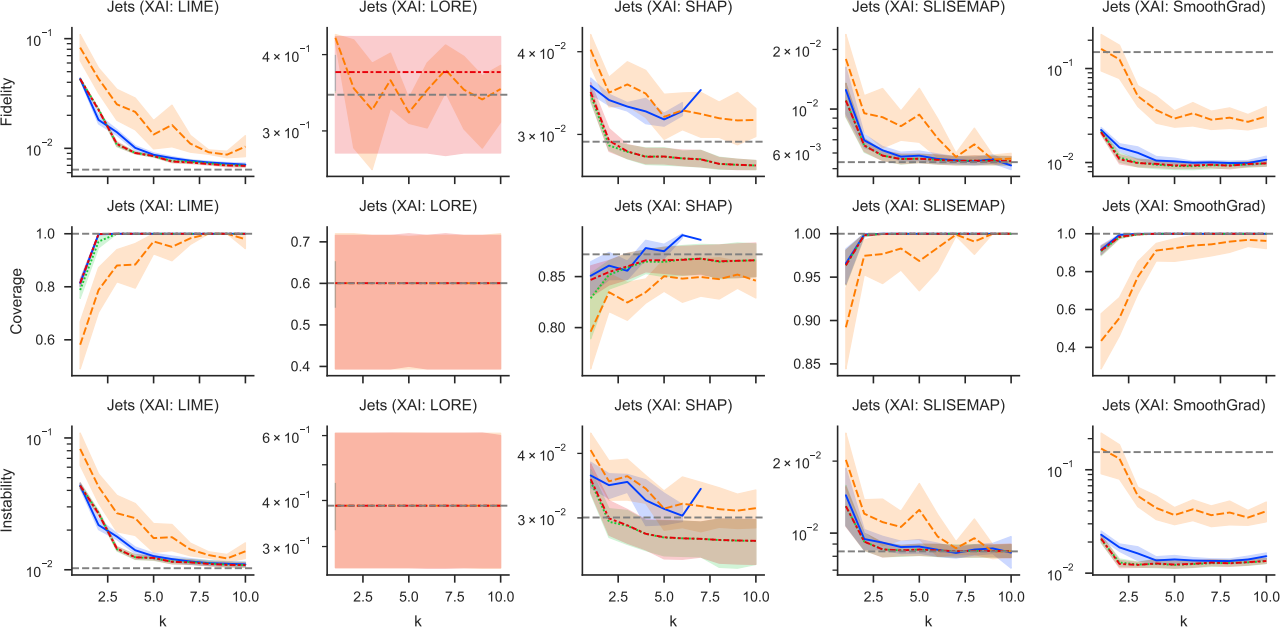 Jets (XAI: LIME) Jets (XAI: LORE) Jets (XAI: SHAP) Jets (XAI: SLISEMAP) Jets (XAI: SmoothGrad)
Fidelity
10⁻¹
10⁻²
4 × 10⁻¹
3 × 10⁻¹
4 × 10⁻²
3 × 10⁻²
2 × 10⁻²
10⁻²
6 × 10⁻³
10⁻¹
10⁻²
Jets (XAI: LIME) Jets (XAI: LORE) Jets (XAI: SHAP) Jets (XAI: SLISEMAP) Jets (XAI: SmoothGrad)
Coverage
1.0
0.8
0.6
0.7
0.6
0.5
0.4
0.85
0.80
1.00
0.95
0.90
0.85
1.0
0.8
0.6
0.4
Jets (XAI: LIME) Jets (XAI: LORE) Jets (XAI: SHAP) Jets (XAI: SLISEMAP) Jets (XAI: SmoothGrad)
Instability
10⁻¹
10⁻²
6 × 10⁻¹
4 × 10⁻¹
3 × 10⁻¹
4 × 10⁻²
3 × 10⁻²
2 × 10⁻²
10⁻²
10⁻¹
10⁻²
2.5 5.0 7.5 10.0 2.5 5.0 7.5 10.0 2.5 5.0 7.5 10.0 2.5 5.0 7.5 10.0 2.5 5.0 7.5 10.0
k k k k k